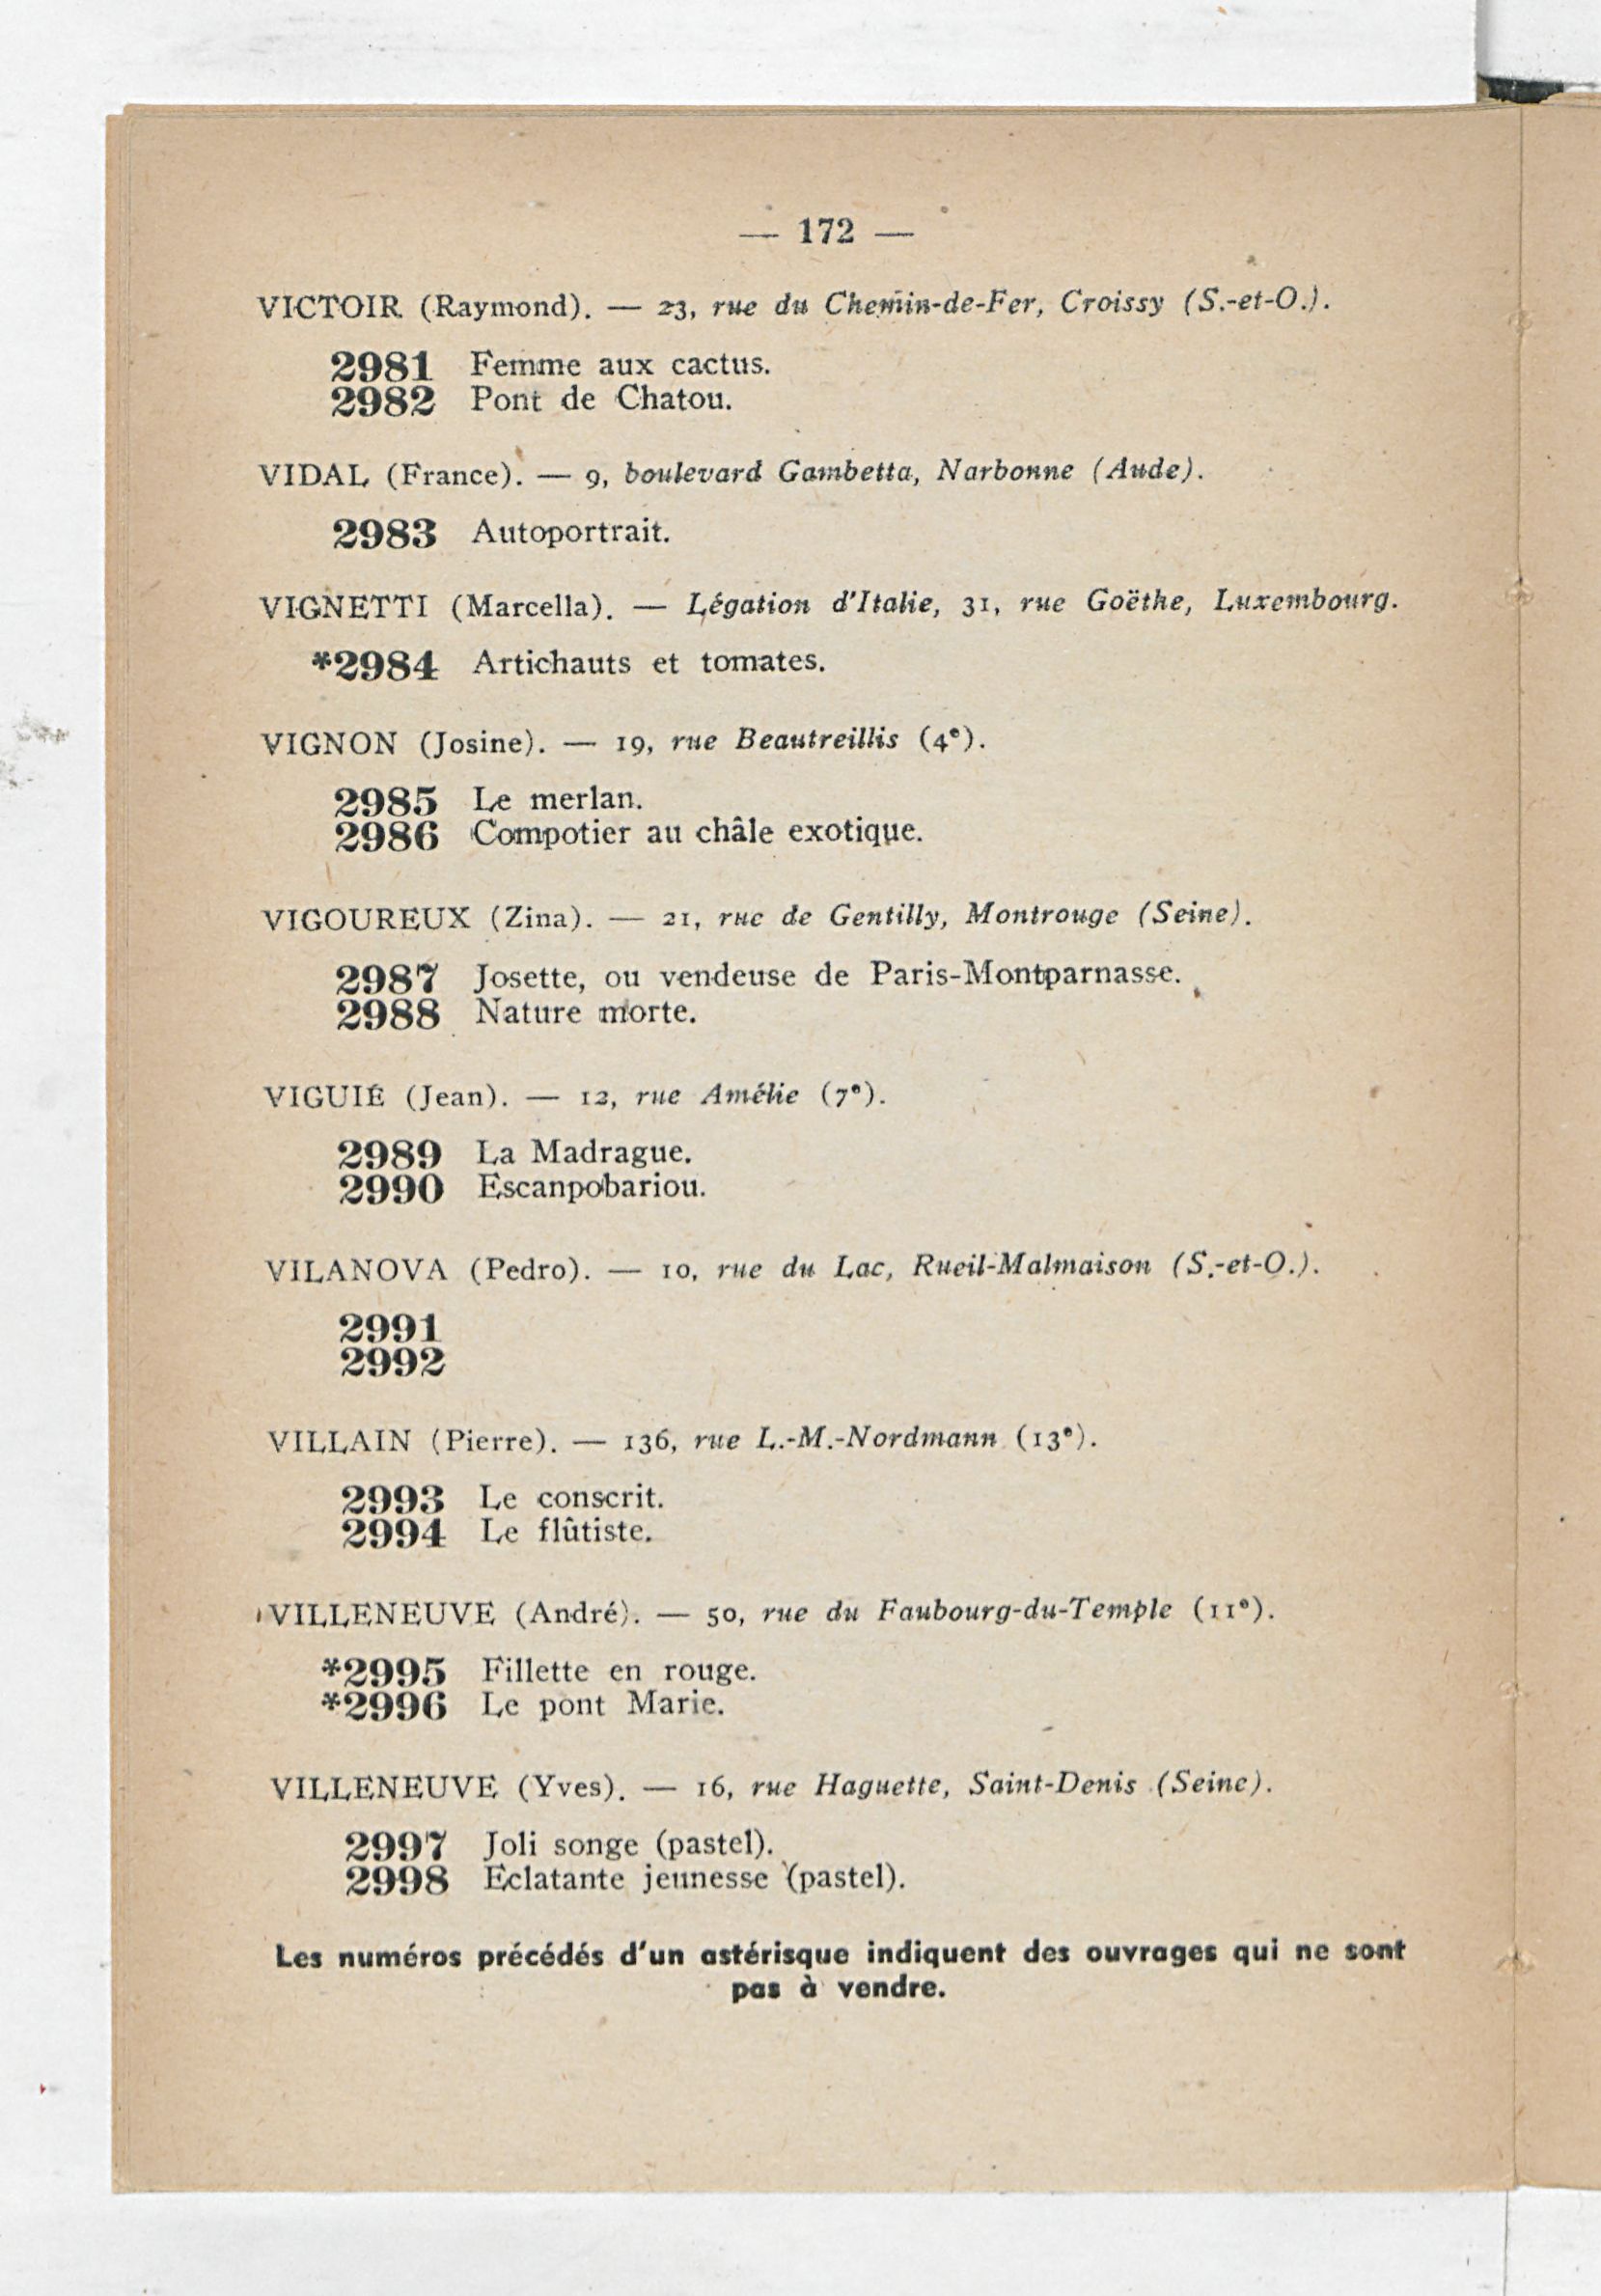 — 172 —
VICTOIR (Raymond). — 23, rue du Chemin-de-Fer, Croissy (S.-et-O.).
2981 Femme aux cactus.
2982 Pont de Chatou.
VIDAL (France). — 9, boulevard Gambetta, Narbonne (Aude).
2983 Autoportrait.
VIGNETTI (Marcella). — Légation d'Italie, 31, rue Goëthe, Luxembourg.
*2984 Artichauts et tomates.
VIGNON (Josine). — 19, rue Beautreillis (4e).
2985 Le merlan.
2986 Compotier au châle exotique.
VIGOUREUX (Zina). — 21, rue de Gentilly, Montrouge (Seine).
2987 Josette, ou vendeuse de Paris-Montparnasse.
2988 Nature morte.
VIGUIÉ (Jean). — 12, rue Amélie (7e).
2989 La Madrague.
2990 Escanpobariou.
VILANOVA (Pedro). — 10, rue du Lac, Rueil-Malmaison (S.-et-O.).
2991
2992
VILLAIN (Pierre). — 136, rue L.-M.-Nordmann (13e).
2993 Le conscrit.
2994 Le flûtiste.
VILLENEUVE (André). — 50, rue du Faubourg-du-Temple (11e).
*2995 Fillette en rouge.
*2996 Le pont Marie.
VILLENEUVE (Yves). — 16, rue Haguette, Saint-Denis (Seine).
2997 Joli songe (pastel).
2998 Eclatante jeunesse (pastel).
Les numéros précédés d'un astérisque indiquent des ouvrages qui ne sont
pas à vendre.